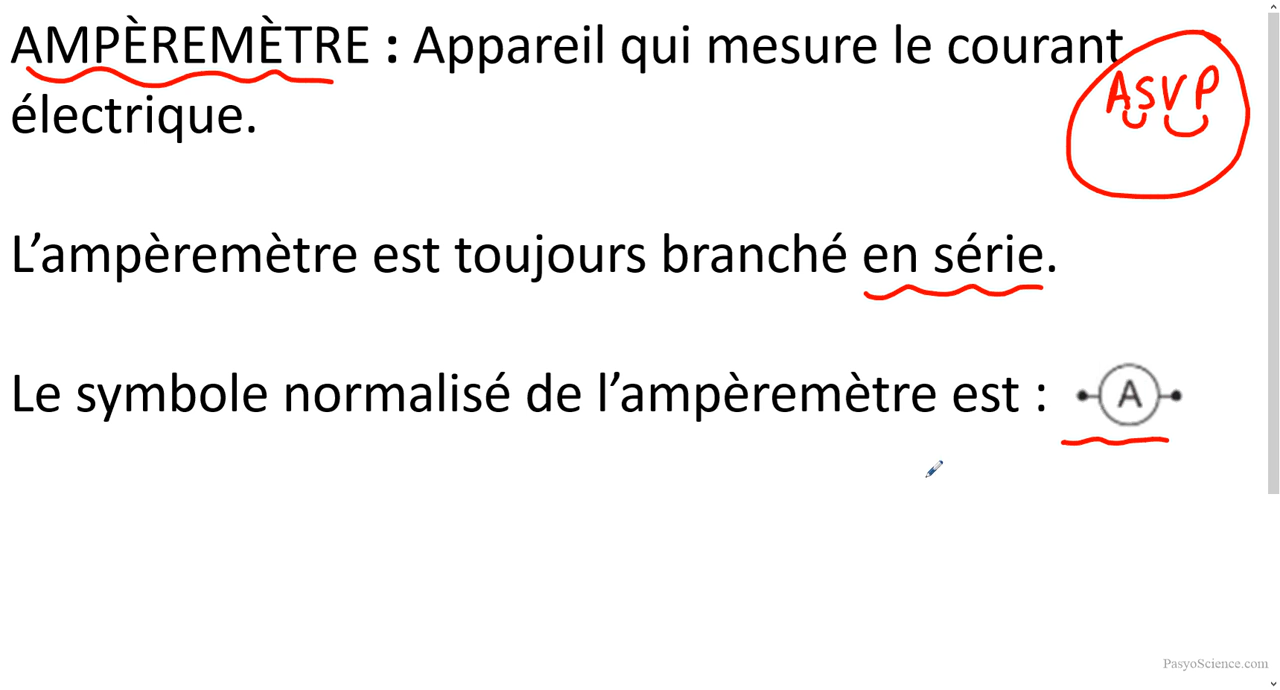 AMPÈREMÈTRE : Appareil qui mesure le courant
ASVP
électrique.
L’ampèremètre est toujours branché en série.
Le symbole normalisé de l’ampèremètre est :
A
PasyoScience.com